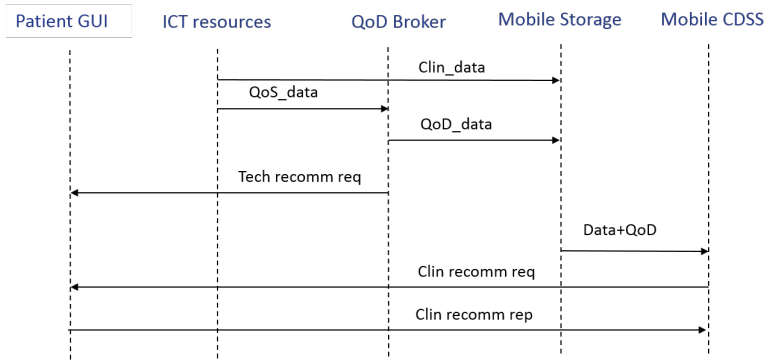 Patient GUI
ICT resources
QoD Broker
Mobile Storage
Mobile CDSS
Clin_data
QoS_data
QoD_data
Tech recomm req
Data+QoD
Clin recomm req
Clin recomm rep